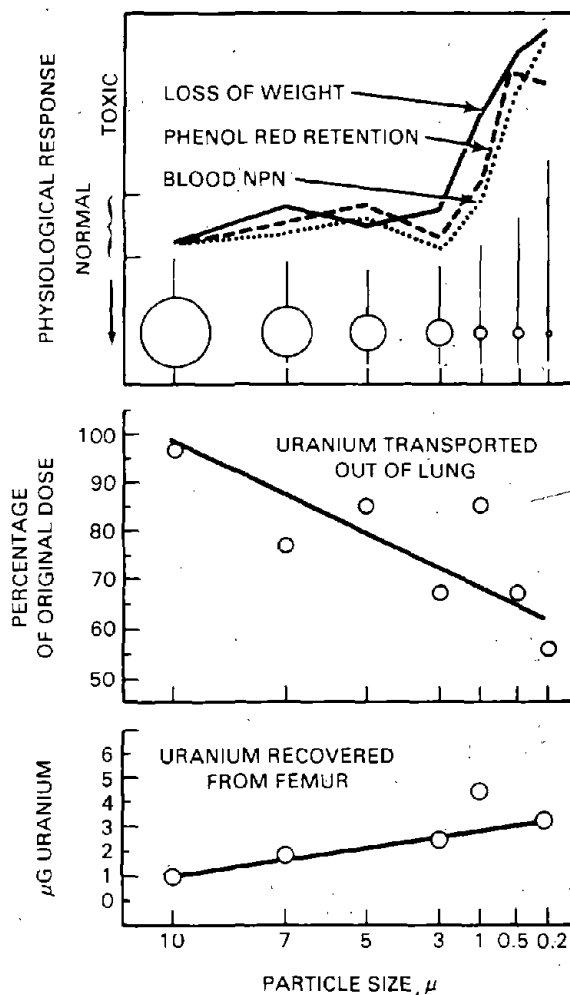 PHYSIOLOGICAL RESPONSE
NORMAL TOXIC
LOSS OF WEIGHT
PHENOL RED RETENTION
BLOOD NPN
PERCENTAGE
OF ORIGINAL DOSE
100
90
80
70
60
50
URANIUM TRANSPORTED
OUT OF LUNG
µG URANIUM
6
5
4
3
2
1
0
URANIUM RECOVERED
FROM FEMUR
10 7 5 3 1 0.5 0.2
PARTICLE SIZE, µ